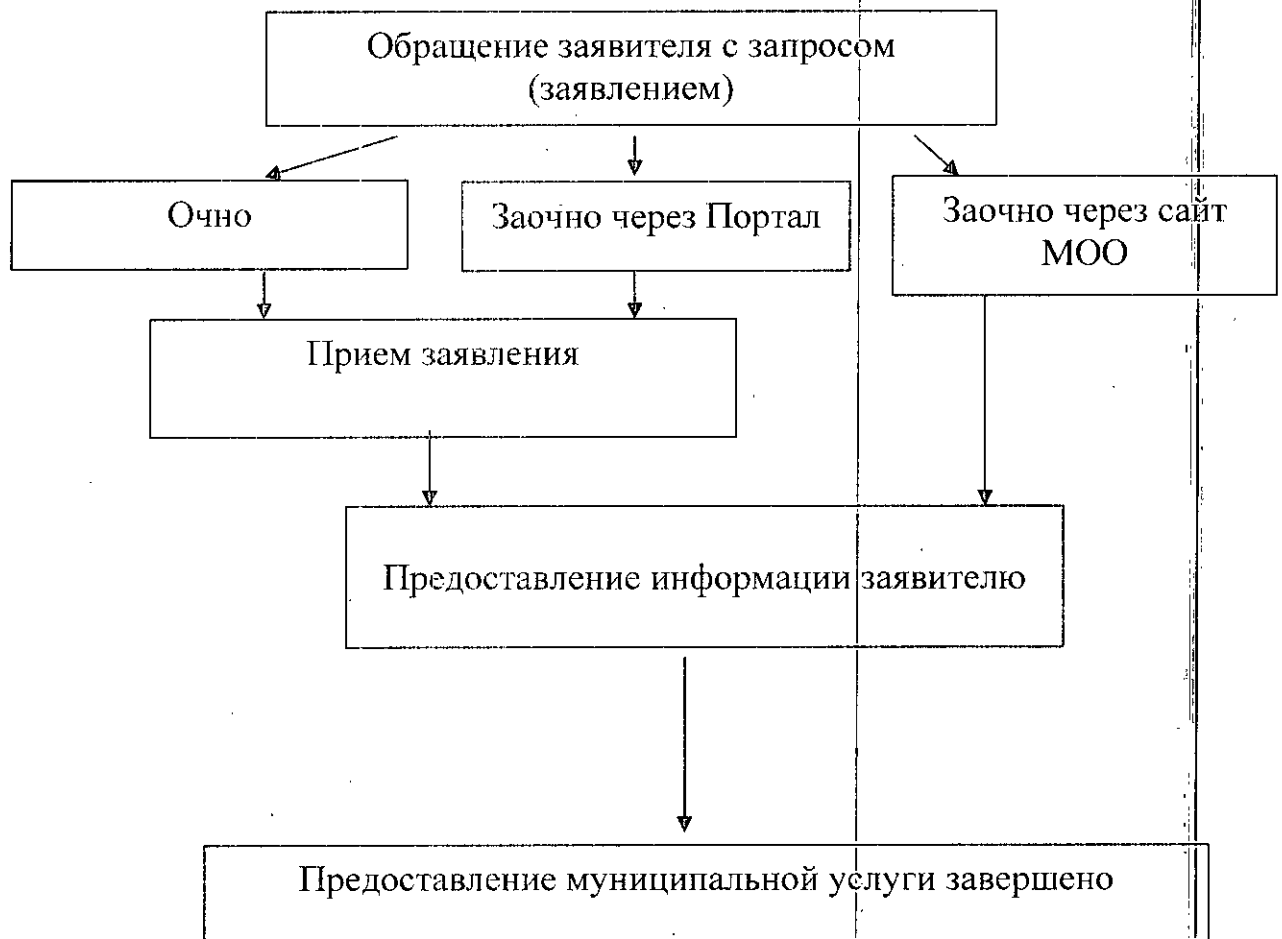 Обращение заявителя с запросом
(заявлением)
Очно
Заочно через Портал
Заочно через сайт
МОО
Прием заявления
Предоставление информации заявителю
Предоставление муниципальной услуги завершено